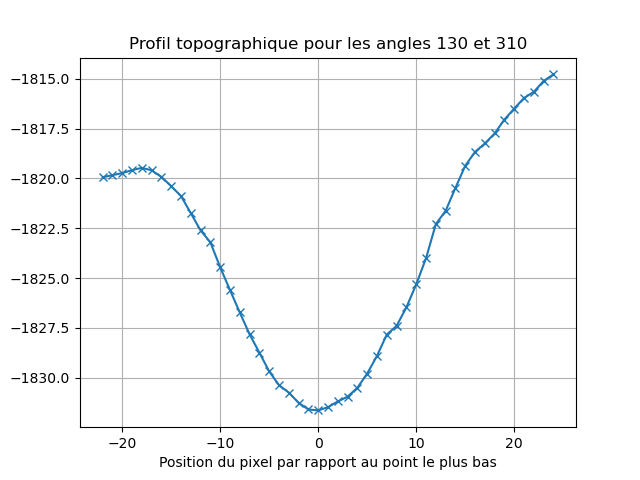 Profil topographique pour les angles 130 et 310
−1815.0
−1817.5
−1820.0
−1822.5
−1825.0
−1827.5
−1830.0
−20 −10 0 10 20
Position du pixel par rapport au point le plus bas